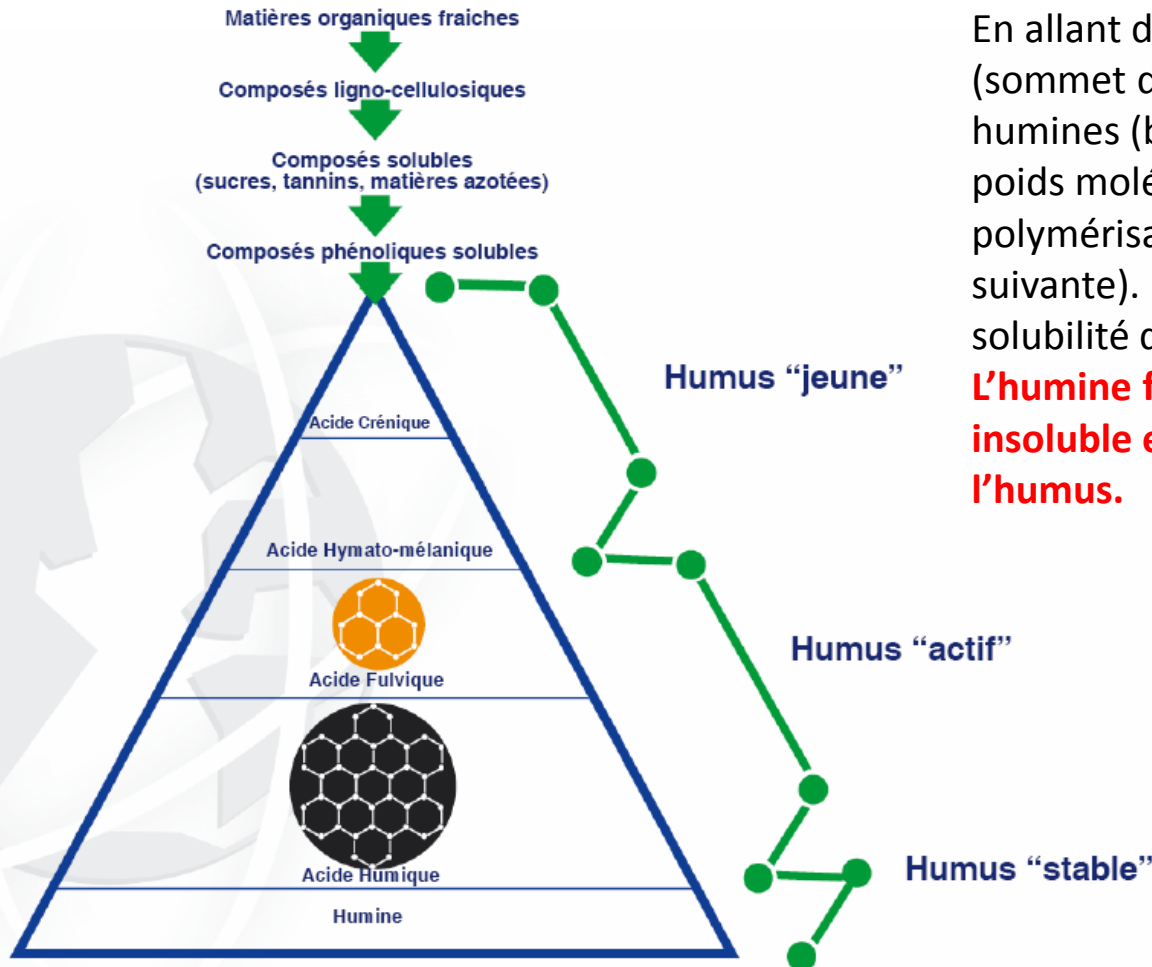 Matières organiques fraiches
Composés ligno-cellulosiques
Composés solubles
(sucres, tannins, matières azotées)
Composés phénoliques solubles
Acide Crénique
Acide Hymato-mélanique
Acide Fulvique
Acide Humique
Humine
Humus “jeune”
Humus “actif”
Humus “stable”
En allant
(sommet
humines
poids
suivante).
solubilité
L’humine
insoluble
l’humus.